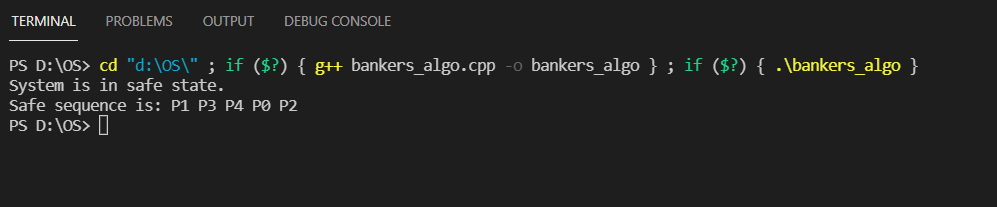 TERMINAL PROBLEMS OUTPUT DEBUG CONSOLE
PS D:\OS> cd "d:\OS\" ; if ($?) { g++ bankers_algo.cpp -o bankers_algo } ; if ($?) { .\bankers_algo }
System is in safe state.
Safe sequence is: P1 P3 P4 P0 P2
PS D:\OS>